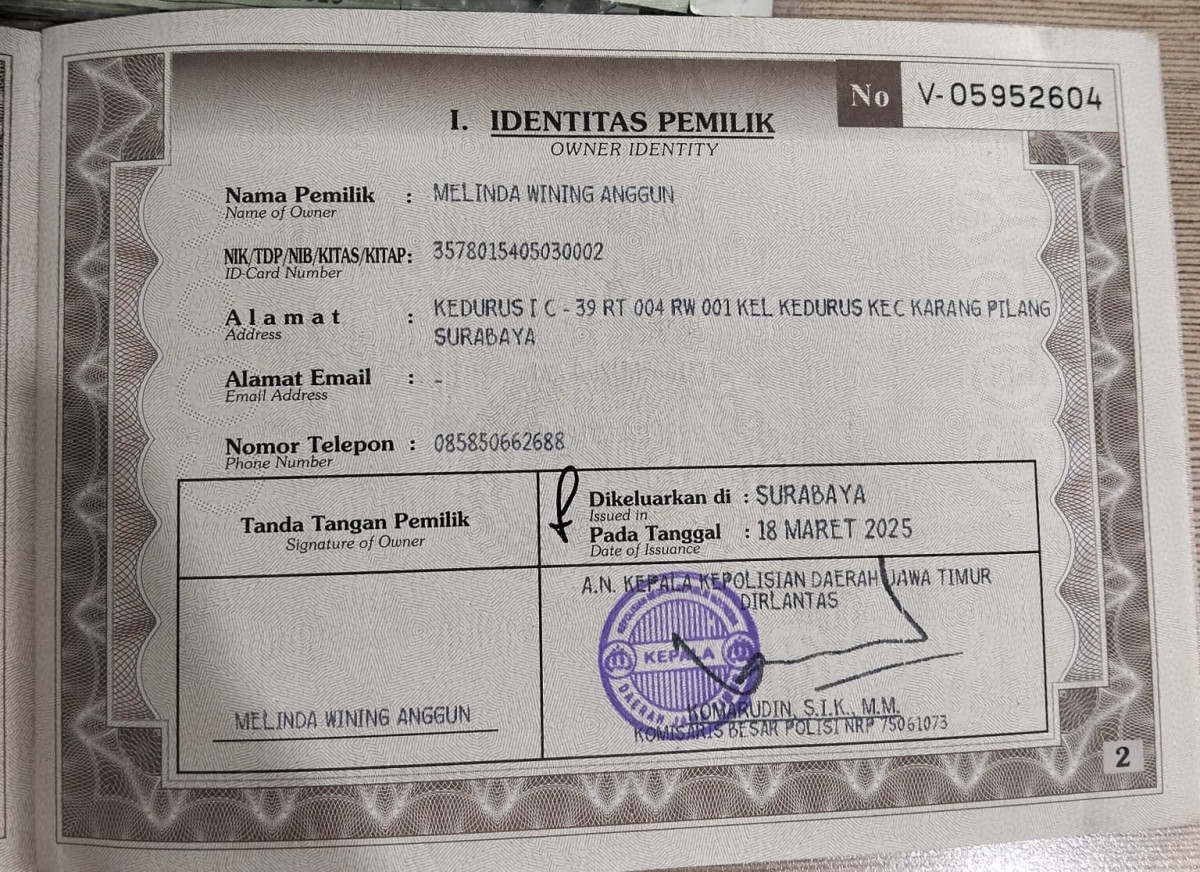 No V-05952604
I. IDENTITAS PEMILIK
OWNER IDENTITY
Nama Pemilik : MELINDA WINING ANGGUN
Name of Owner
NIK/TDP/NIB/KITAS/KITAP: 3578015405030002
ID-Card Number
Alamat : KEDURUS I C - 39 RT 004 RW 001 KEL KEDURUS KEC KARANG PILANG
Address
SURABAYA
Alamat Email : -
Email Address
Nomor Telepon : 085850662688
Phone Number
Tanda Tangan Pemilik
Signature of Owner
Dikeluarkan di : SURABAYA
Issued in
Pada Tanggal : 18 MARET 2025
Date of Issuance
A.N. KEPALA KEPOLISIAN DAERAH JAWA TIMUR
DIRLANTAS
KEPALA
DAERAH
MELINDA WINING ANGGUN
KOMARUDIN, S.I.K., M.M.
KOMISARIS BESAR POLISI NRP 75061073
2